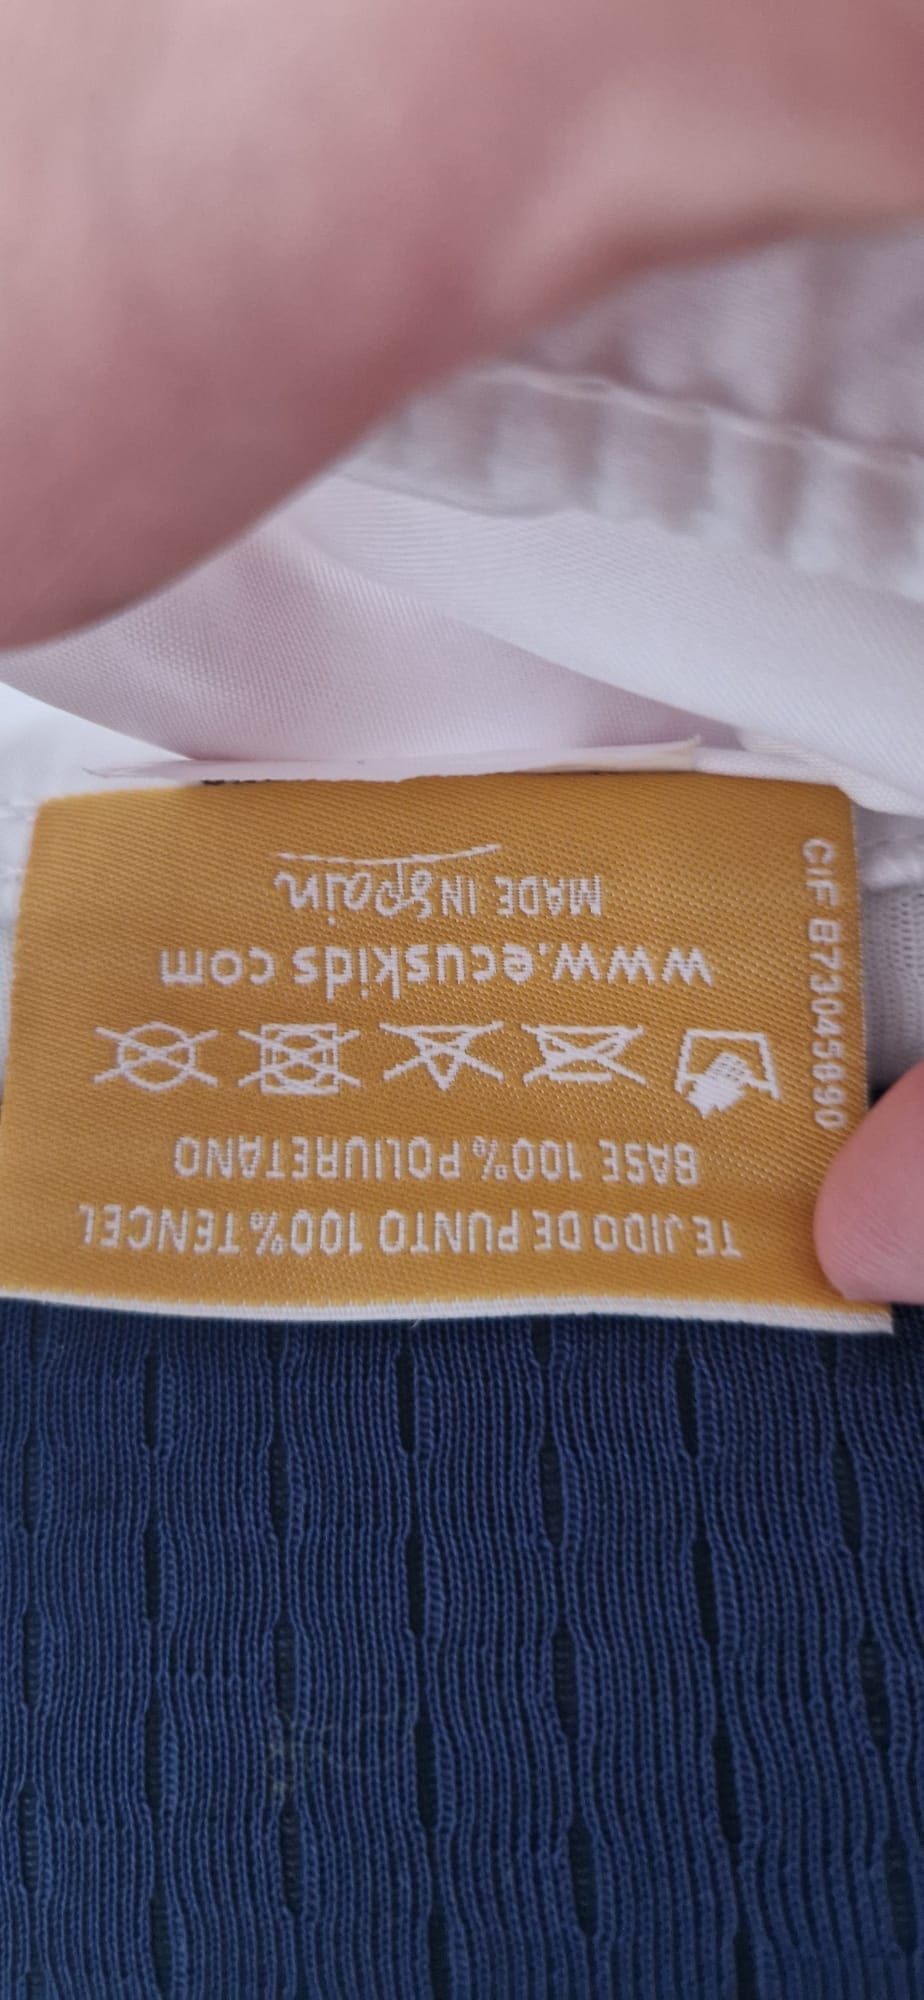 TEJIDO DE PUNTO 100% TENCEL
BASE 100% POLIURETANO
www.ecuskids com
MADE IN Spain
CIF B73045890